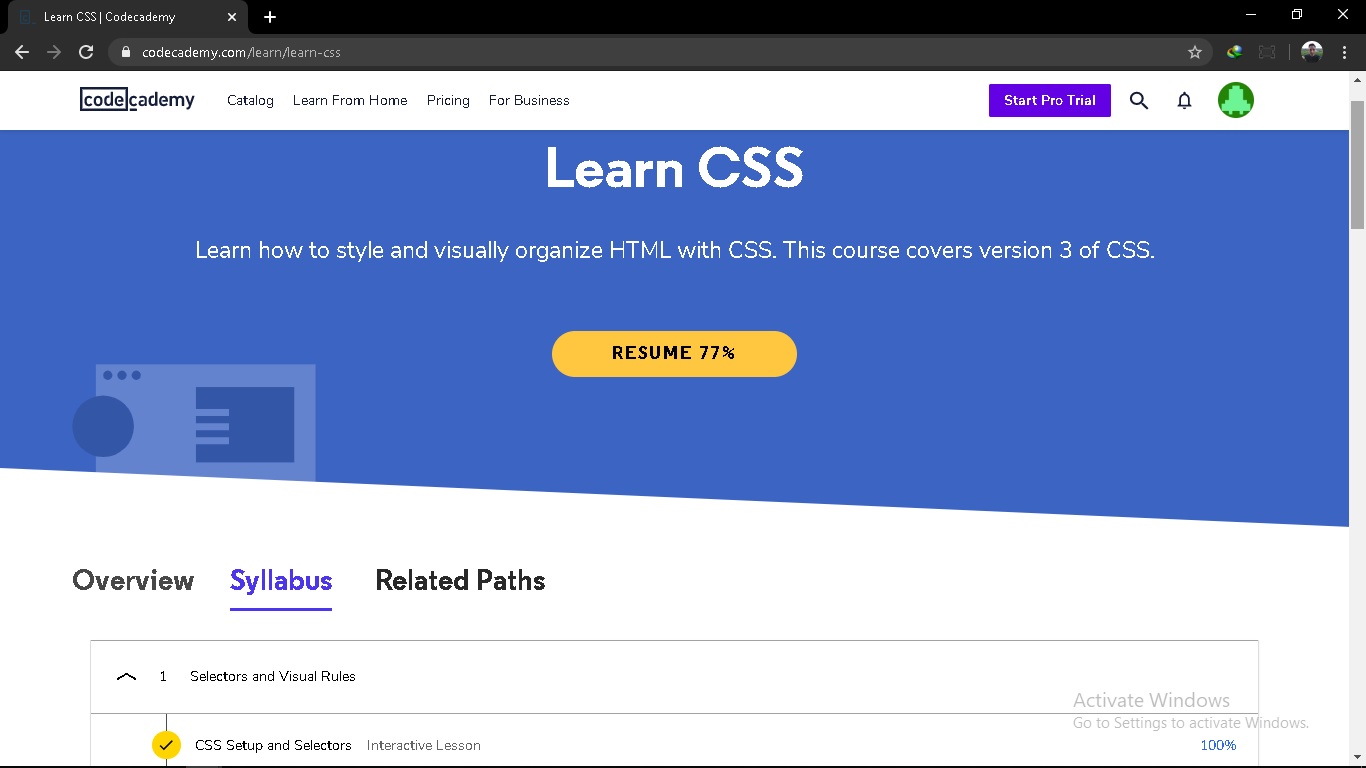 Learn CSS | Codecademy
codecademy.com/learn/learn-css
codecademy Catalog Learn From Home Pricing For Business Start Pro Trial
Learn CSS
Learn how to style and visually organize HTML with CSS. This course covers version 3 of CSS.
RESUME 77%
Overview Syllabus Related Paths
1 Selectors and Visual Rules
Activate Windows
Go to Settings to activate Windows.
CSS Setup and Selectors Interactive Lesson 100%